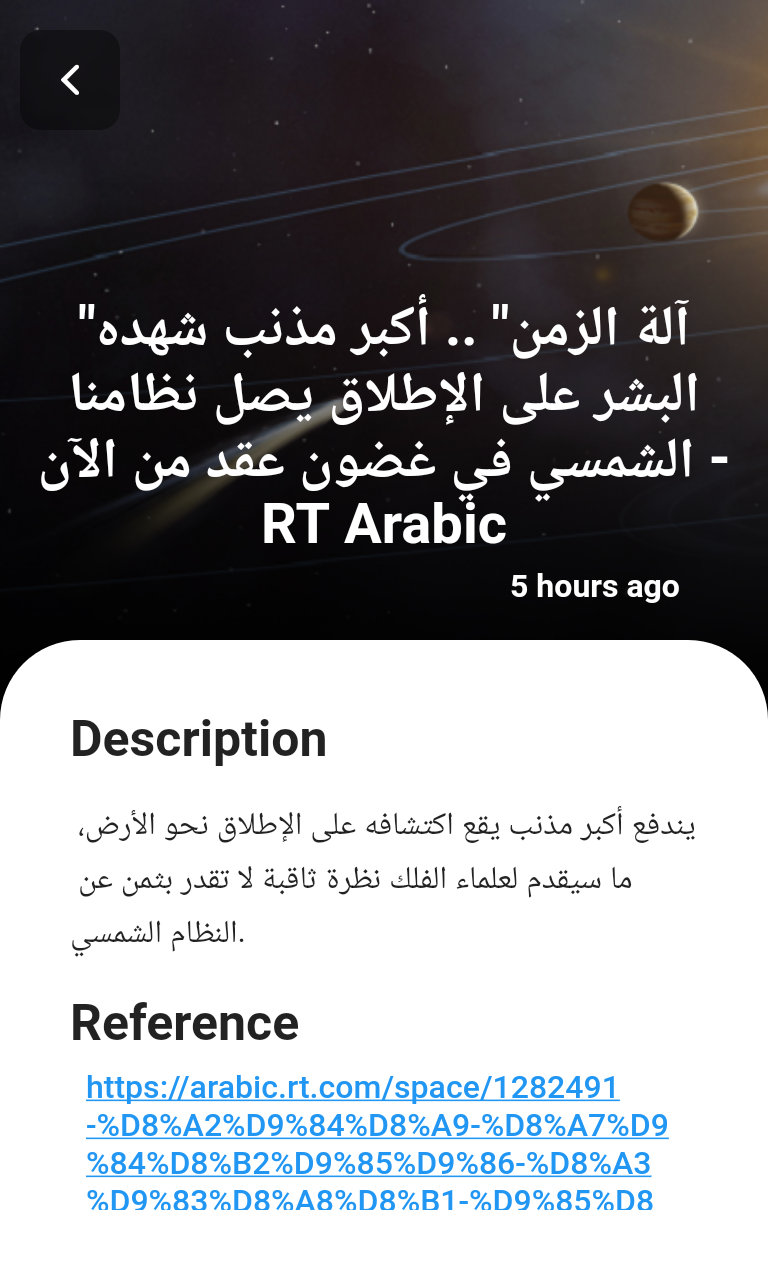 "آلة الزمن" .. أكبر مذنب شهده
البشر على الإطلاق يصل نظامنا
الشمسي في غضون عقد من الآن -
RT Arabic
5 hours ago
Description
يندفع أكبر مذنب يقع اكتشافه على الإطلاق نحو الأرض،
ما سيقدم لعلماء الفلك نظرة ثاقبة لا تقدر بثمن عن
النظام الشمسي.
Reference
https://arabic.rt.com/space/1282491
-%D8%A2%D9%84%D8%A9-%D8%A7%D9
%84%D8%B2%D9%85%D9%86-%D8%A3
%D9%83%D8%A8%D8%B1-%D9%85%D8